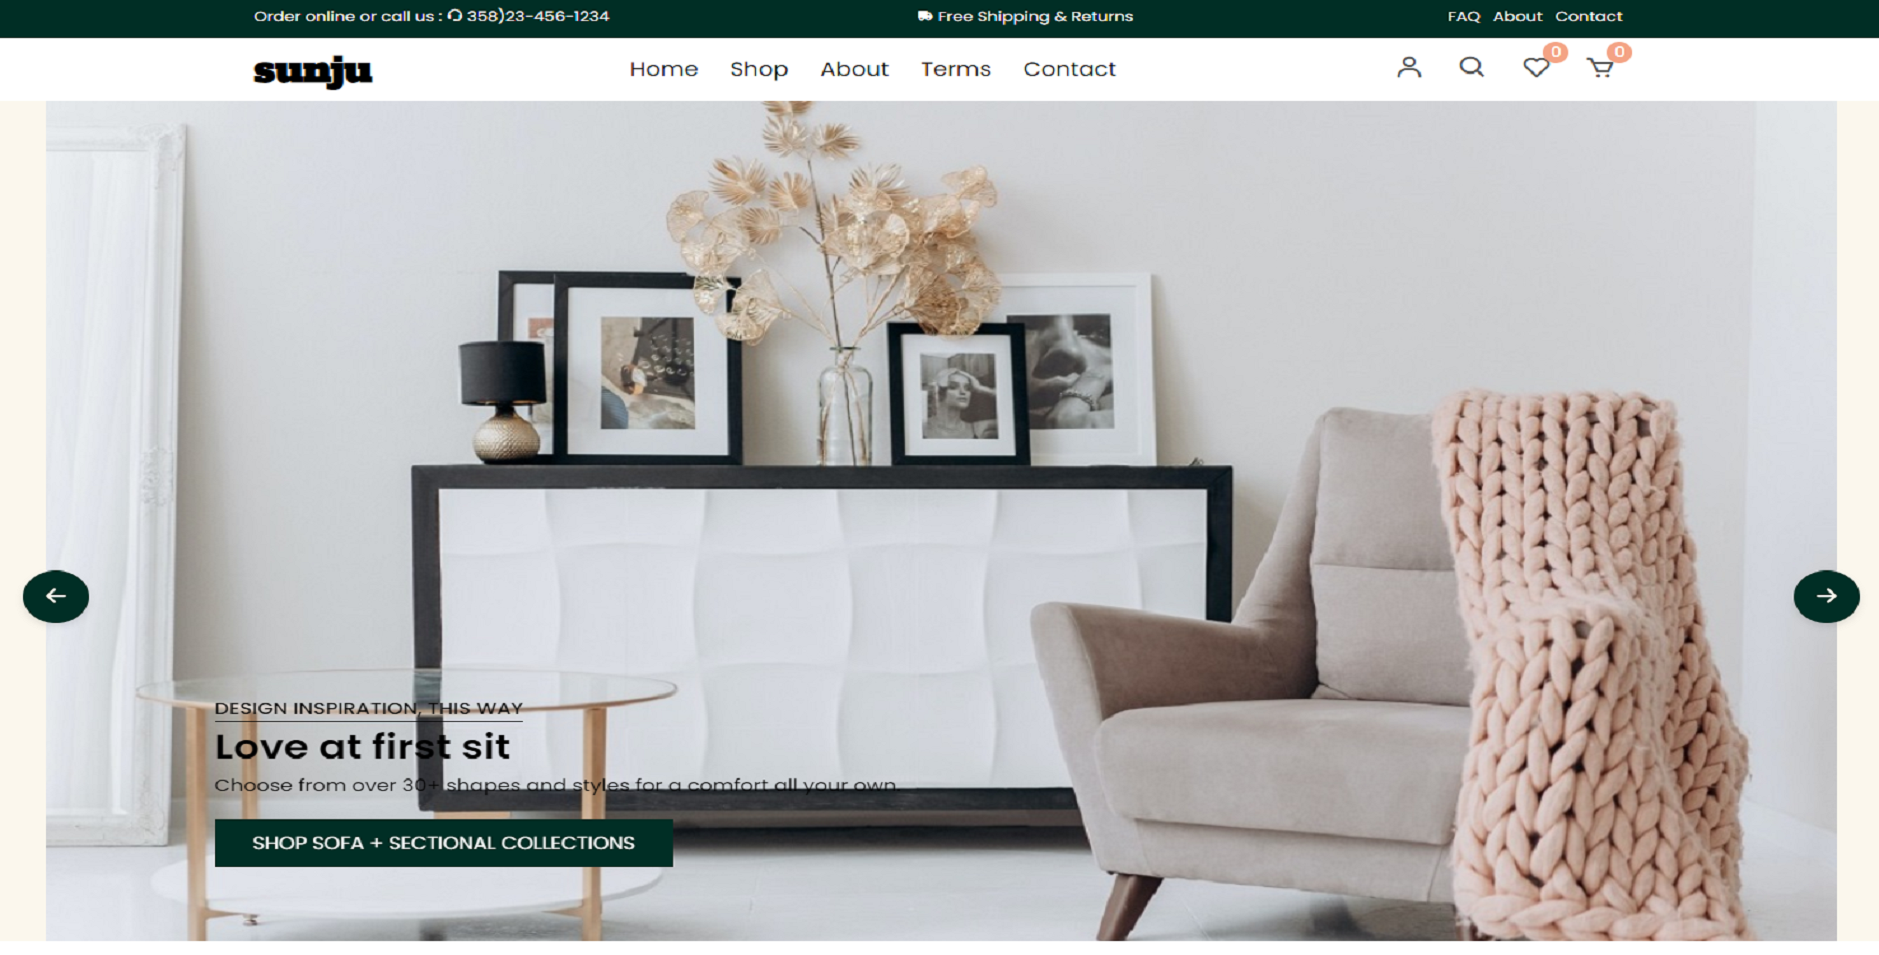 Order online or call us : 358)23-456-1234
Free Shipping & Returns
FAQ About Contact
sunju
Home Shop About Terms Contact
0
0
DESIGN INSPIRATION, THIS WAY
Love at first sit
Choose from over 30+ shapes and styles for a comfort all your own.
SHOP SOFA + SECTIONAL COLLECTIONS